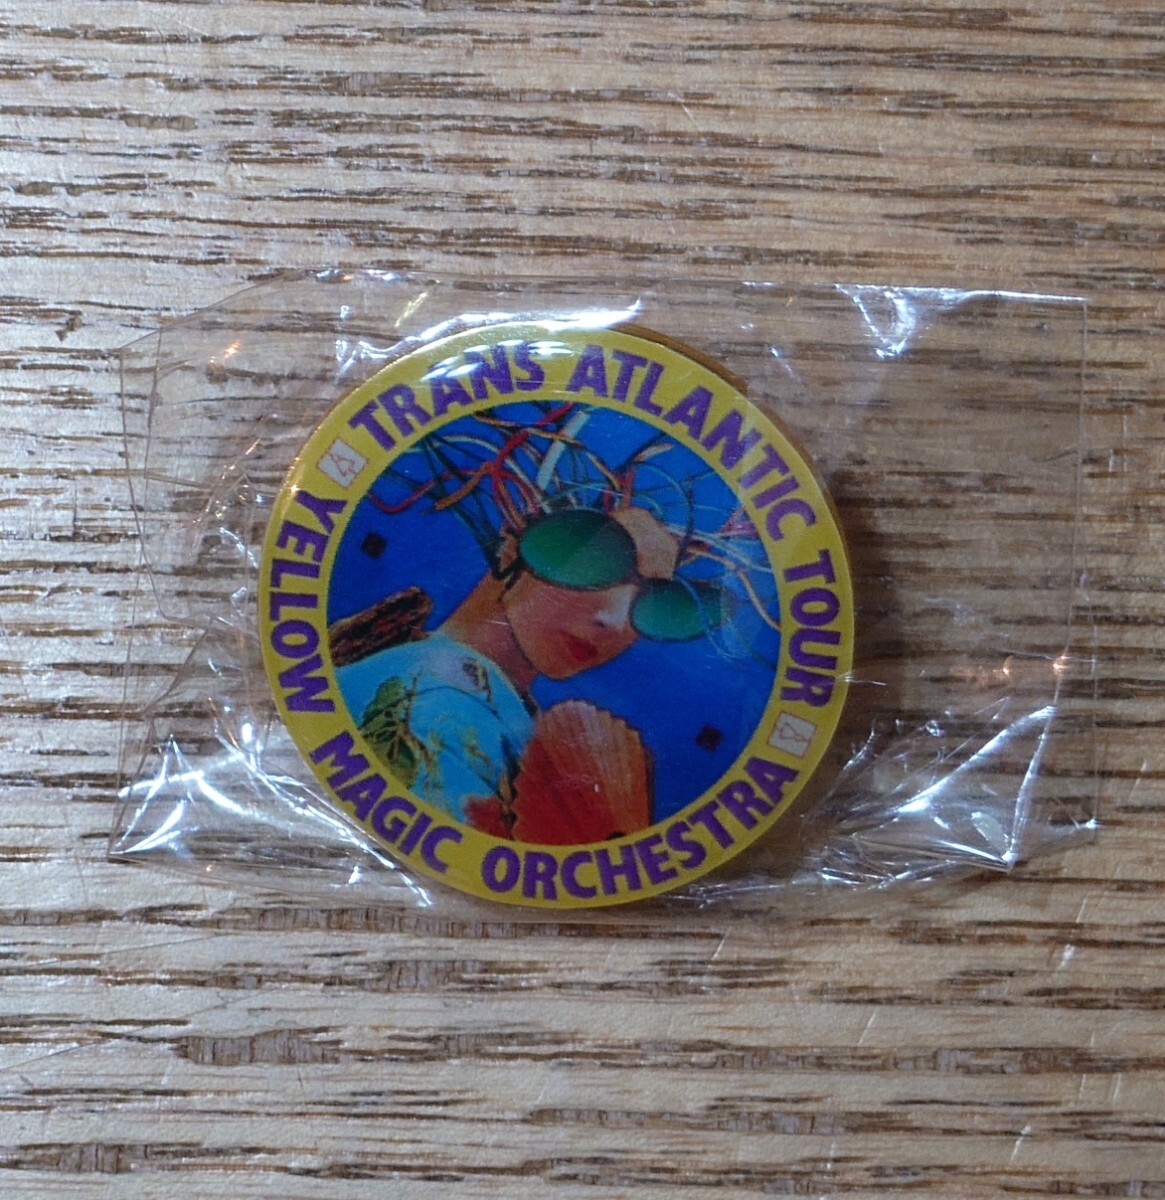 TRANS ATLANTIC TOUR
YELLOW MAGIC ORCHESTRA